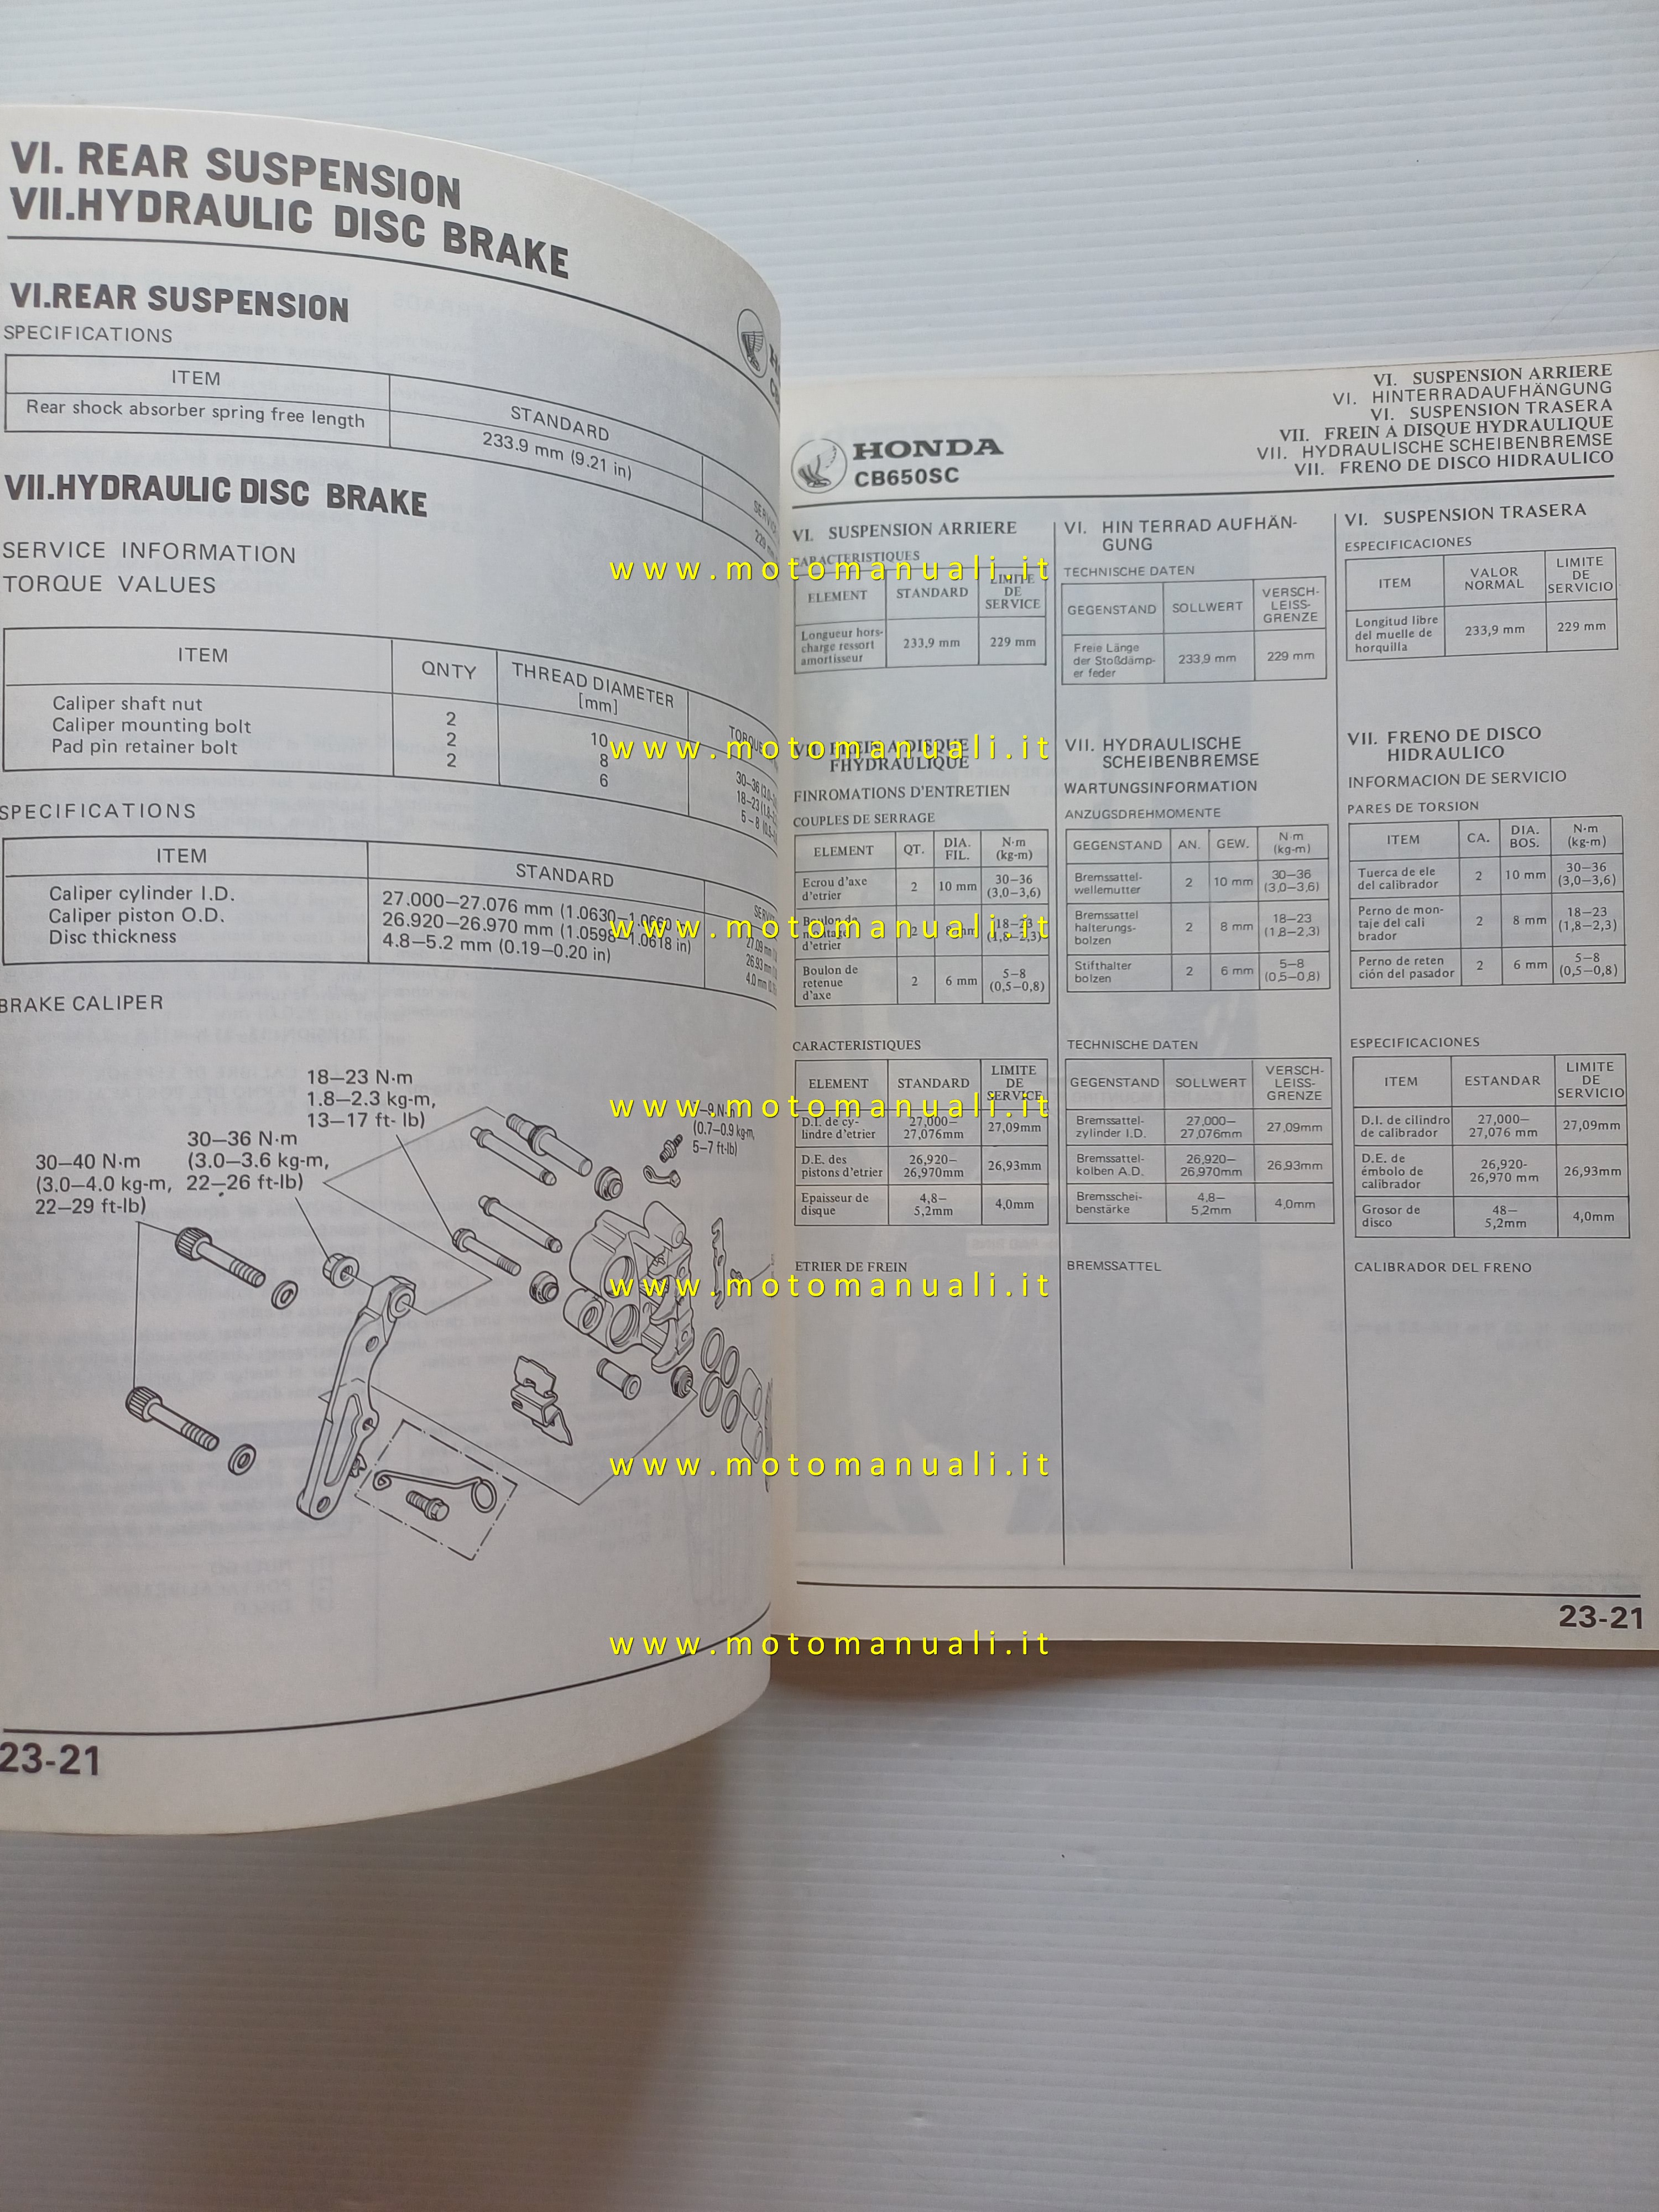 VI. REAR SUSPENSION
VII.HYDRAULIC DISC BRAKE
VI.REAR SUSPENSION
SPECIFICATIONS
ITEM STANDARD
Rear shock absorber spring free length 233.9 mm (9.21 in)
VII.HYDRAULIC DISC BRAKE
SERVICE INFORMATION
TORQUE VALUES
ITEM QNTY THREAD DIAMETER
[mm]
Caliper shaft nut 2 10
Caliper mounting bolt 2 8
Pad pin retainer bolt 2 6
SPECIFICATIONS
ITEM STANDARD
Caliper cylinder I.D. 27.000–27.076 mm (1.0630–1.0660 in)
Caliper piston O.D. 26.920–26.970 mm (1.0598–1.0618 in)
Disc thickness 4.8–5.2 mm (0.19–0.20 in)
BRAKE CALIPER
18–23 N·m
1.8–2.3 kg-m,
13–17 ft- lb)
30–36 N·m
(3.0–3.6 kg-m,
22–26 ft-lb)
30–40 N·m
(3.0–4.0 kg-m,
22–29 ft-lb)
(0.7–0.9 kg-m,
5–7 ft-lb)
23-21
HONDA
CB650SC
VI. SUSPENSION ARRIERE
VI. HINTERRADAUFHÄNGUNG
VI. SUSPENSION TRASERA
VII. FREIN A DISQUE HYDRAULIQUE
VII. HYDRAULISCHE SCHEIBENBREMSE
VII. FRENO DE DISCO HIDRAULICO
VI. SUSPENSION ARRIERE
CARACTERISTIQUES
ELEMENT STANDARD LIMITE
DE
SERVICE
Longueur hors-
charge ressort
amortisseur
233,9 mm 229 mm
VII. FREIN A DISQUE
FHYDRAULIQUE
FINROMATIONS D'ENTRETIEN
COUPLES DE SERRAGE
ELEMENT QT. DIA.
FIL. N·m
(kg-m)
Ecrou d'axe
d'etrier
2 10 mm 30–36
(3,0–3,6)
Boulon de
d'etrier
2 8 mm 18–23
(1,8–2,3)
Boulon de
retenue
d'axe
2 6 mm 5–8
(0,5–0,8)
CARACTERISTIQUES
ELEMENT STANDARD LIMITE
DE
SERVICE
D.I. de cy-
lindre d'etrier
27,000–
27,076mm
27,09mm
D.E. des
pistons d'etrier
26,920–
26,970mm
26,93mm
Epaisseur de
disque
4,8–
5,2mm
4,0mm
ETRIER DE FREIN
VI. HIN TERRAD AUFHÄN-
GUNG
TECHNISCHE DATEN
GEGENSTAND SOLLWERT VERSCH-
LEISS-
GRENZE
Freie Länge
der Stoßdämp-
er feder
233,9 mm 229 mm
VII. HYDRAULISCHE
SCHEIBENBREMSE
WARTUNGSINFORMATION
ANZUGSDREHMOMENTE
GEGENSTAND AN. GEW. N·m
(kg-m)
Bremssattel-
wellemutter
2 10 mm 30–36
(3,0–3,6)
Bremssattel
halterungs-
bolzen
2 8 mm 18–23
(1,8–2,3)
Stifthalter
bolzen
2 6 mm 5–8
(0,5–0,8)
TECHNISCHE DATEN
GEGENSTAND SOLLWERT VERSCH-
LEISS-
GRENZE
Bremssattel-
zylinder I.D.
27,000–
27,076mm
27,09mm
Bremssattel-
kolben A.D.
26,920–
26,970mm
26,93mm
Bremsschei-
benstärke
4,8–
5,2mm
4,0mm
BREMSSATTEL
VI. SUSPENSION TRASERA
ESPECIFICACIONES
ITEM VALOR
NORMAL LIMITE
DE
SERVICIO
Longitud libre
del muelle de
horquilla
233,9 mm 229 mm
VII. FRENO DE DISCO
HIDRAULICO
INFORMACION DE SERVICIO
PARES DE TORSION
ITEM CA. DIA.
BOS. N·m
(kg-m)
Tuerca de ele
del calibrador
2 10 mm 30–36
(3,0–3,6)
Perno de mon-
taje del cali
brador
2 8 mm 18–23
(1,8–2,3)
Perno de reten
ción del pasador
2 6 mm 5–8
(0,5–0,8)
ESPECIFICACIONES
ITEM ESTANDAR LIMITE
DE
SERVICIO
D.I. de cilindro
de calibrador
27,000–
27,076 mm
27,09mm
D.E. de
émbolo de
calibrador
26,920-
26,970 mm
26,93mm
Grosor de
disco
48–
5,2mm
4,0mm
CALIBRADOR DEL FRENO
23-21
www.motomanuali.it
www.motomanuali.it
www.motomanuali.it
www.motomanuali.it
www.motomanuali.it
www.motomanuali.it
www.motomanuali.it